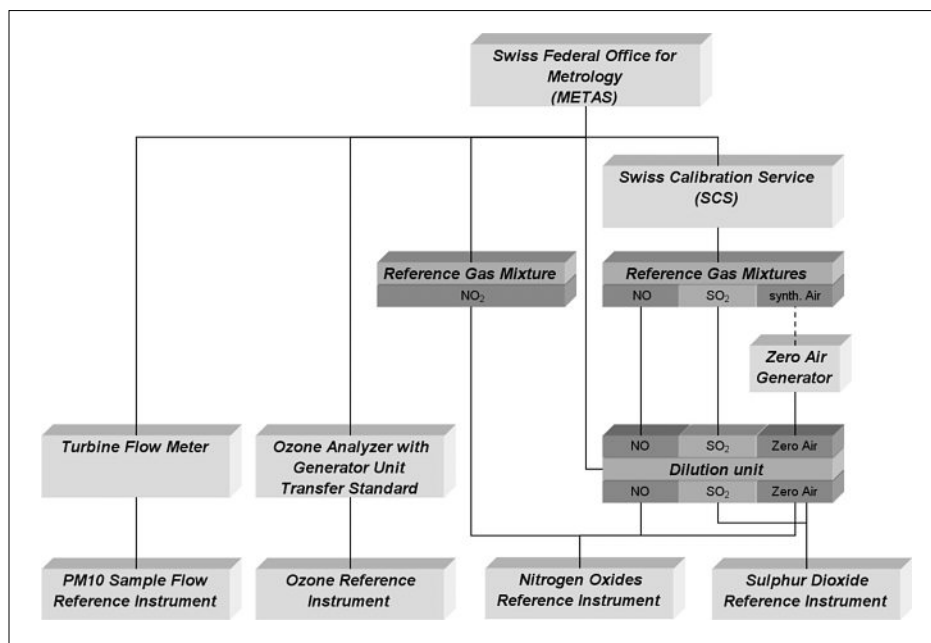 Swiss Federal Office for
Metrology
(METAS)
Swiss Calibration Service
(SCS)
Reference Gas Mixture
NO₂
Reference Gas Mixtures
NO SO₂ synth. Air
Zero Air
Generator
Turbine Flow Meter
Ozone Analyzer with
Generator Unit
Transfer Standard
NO SO₂ Zero Air
Dilution unit
NO SO₂ Zero Air
PM10 Sample Flow
Reference Instrument
Ozone Reference
Instrument
Nitrogen Oxides
Reference Instrument
Sulphur Dioxide
Reference Instrument